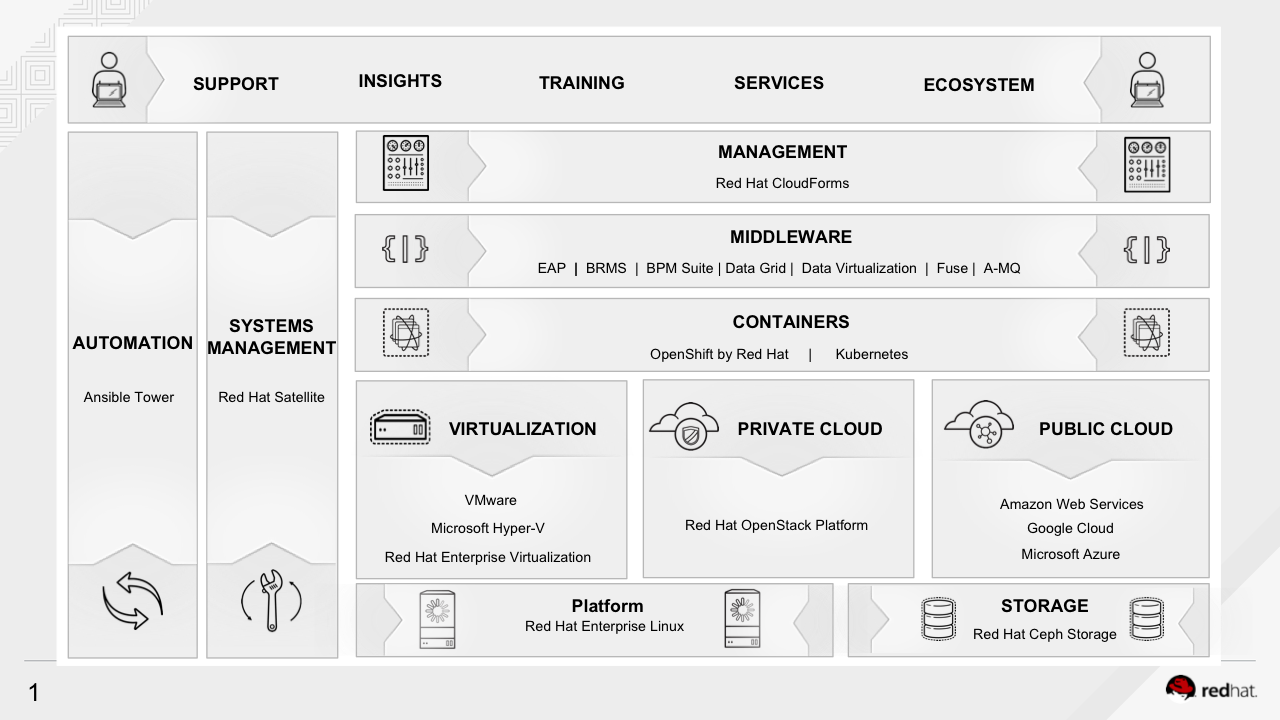 SUPPORT
INSIGHTS
TRAINING
SERVICES
ECOSYSTEM
AUTOMATION
Ansible Tower
SYSTEMS
MANAGEMENT
Red Hat Satellite
MANAGEMENT
Red Hat CloudForms
MIDDLEWARE
EAP | BRMS | BPM Suite | Data Grid | Data Virtualization | Fuse | A-MQ
CONTAINERS
OpenShift by Red Hat | Kubernetes
VIRTUALIZATION
VMware
Microsoft Hyper-V
Red Hat Enterprise Virtualization
PRIVATE CLOUD
Red Hat OpenStack Platform
PUBLIC CLOUD
Amazon Web Services
Google Cloud
Microsoft Azure
Platform
Red Hat Enterprise Linux
STORAGE
Red Hat Ceph Storage
1
redhat.